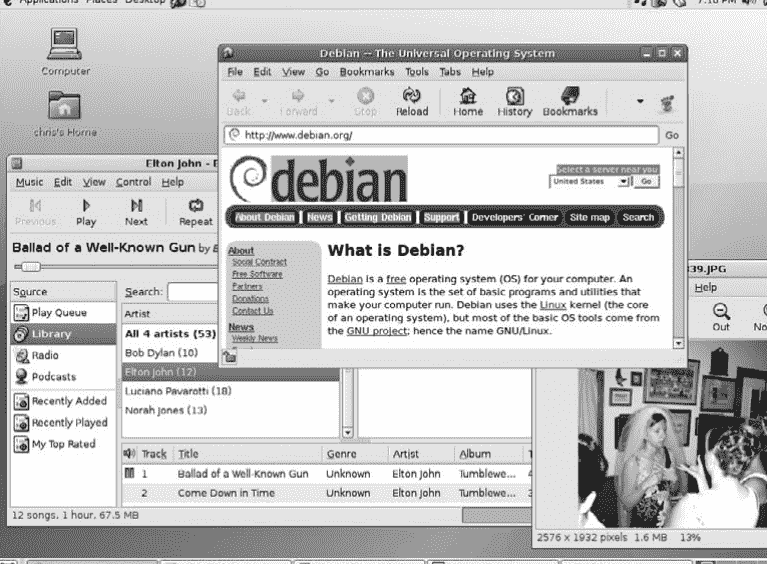 Applications Places Desktop
7:18 PM
Computer
chris's Home
Debian -- The Universal Operating System
File Edit View Go Bookmarks Tools Tabs Help
Back Forward Stop Reload Home History Bookmarks
http://www.debian.org/ Go
debian
Select a server near you
United States Go
About Debian News Getting Debian Support Developers' Corner Site map Search
About
Social Contract
Free Software
Partners
Donations
Contact Us
News
Weekly News
What is Debian?
Debian is a free operating system (OS) for your computer. An
operating system is the set of basic programs and utilities that
make your computer run. Debian uses the Linux kernel (the core
of an operating system), but most of the basic OS tools come from
the GNU project; hence the name GNU/Linux.
Elton John - 
Music Edit View Control Help
Previous Play Next Repeat
Ballad of a Well-Known Gun by
Source
Play Queue
Library
Radio
Podcasts
Recently Added
Recently Played
My Top Rated
Search:
Artist
All 4 artists (53)
Bob Dylan (10)
Elton John (12)
Luciano Pavarotti (18)
Norah Jones (13)
Track Title Genre Artist Album
1 Ballad of a Well-Known Gun Unknown Elton John Tumblewe...
2 Come Down in Time Unknown Elton John Tumblewe...
12 songs, 1 hour, 67.5 MB
39.JPG
Help
Out
2576 x 1932 pixels 1.6 MB 13%